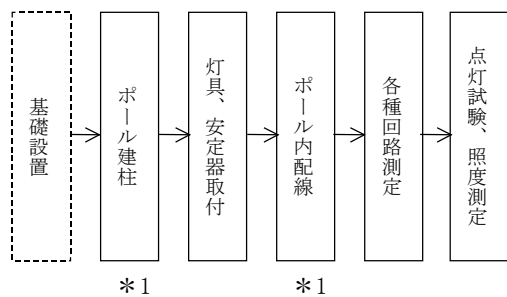 基礎設置
ポール建柱
灯具、安定器取付
ポール内配線
各種回路測定
点灯試験、照度測定
＊1
＊1